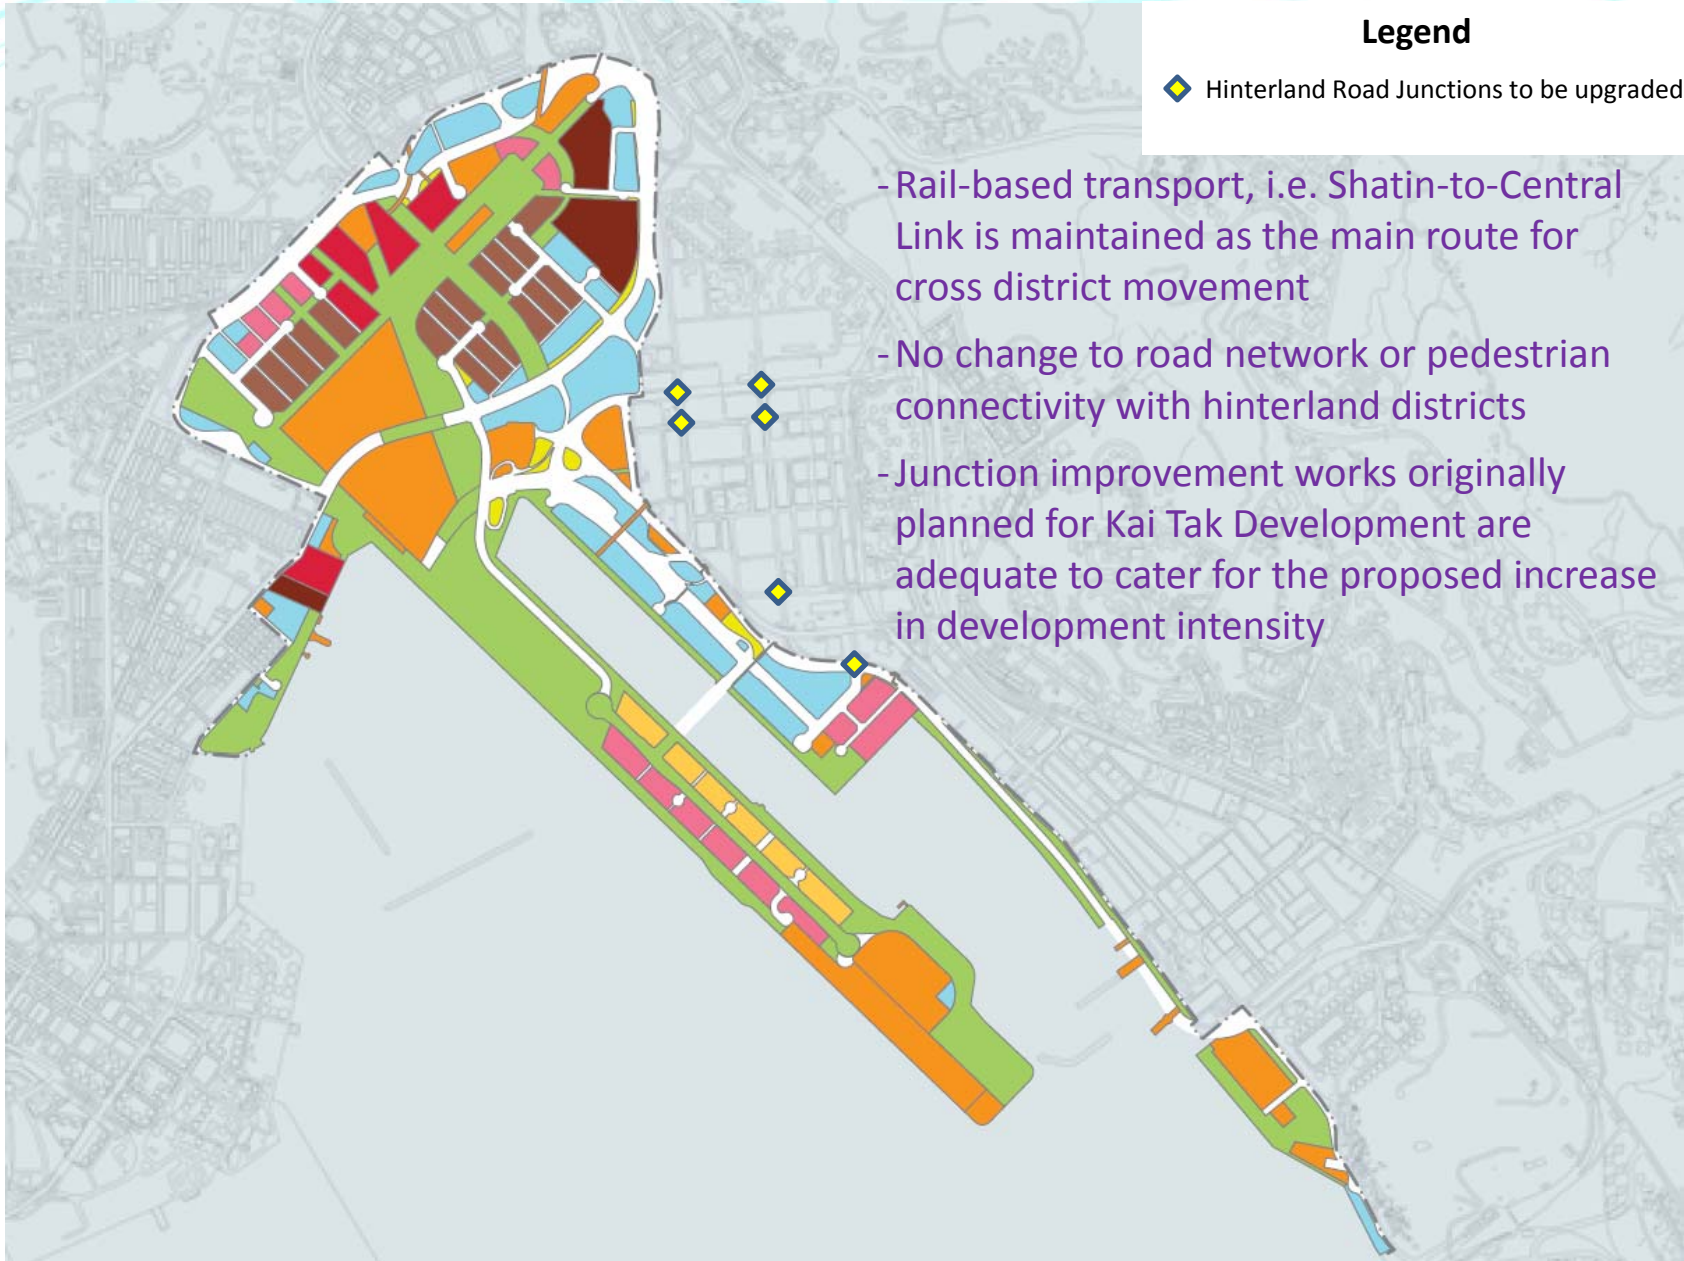 Legend
Hinterland Road Junctions to be upgraded
- Rail-based transport, i.e. Shatin-to-Central
Link is maintained as the main route for
cross district movement
- No change to road network or pedestrian
connectivity with hinterland districts
- Junction improvement works originally
planned for Kai Tak Development are
adequate to cater for the proposed increase
in development intensity